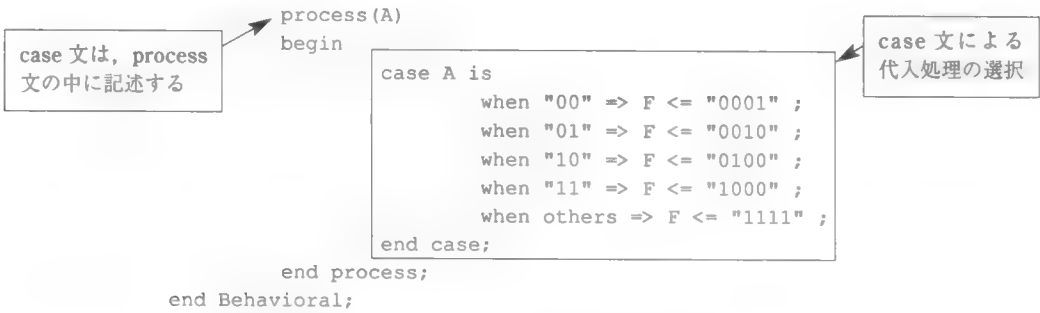 process(A)
begin
case 文は，process
文の中に記述する
case 文による
代入処理の選択
case A is
when "00" => F <= "0001" ;
when "01" => F <= "0010" ;
when "10" => F <= "0100" ;
when "11" => F <= "1000" ;
when others => F <= "1111" ;
end case;
end process;
end Behavioral;